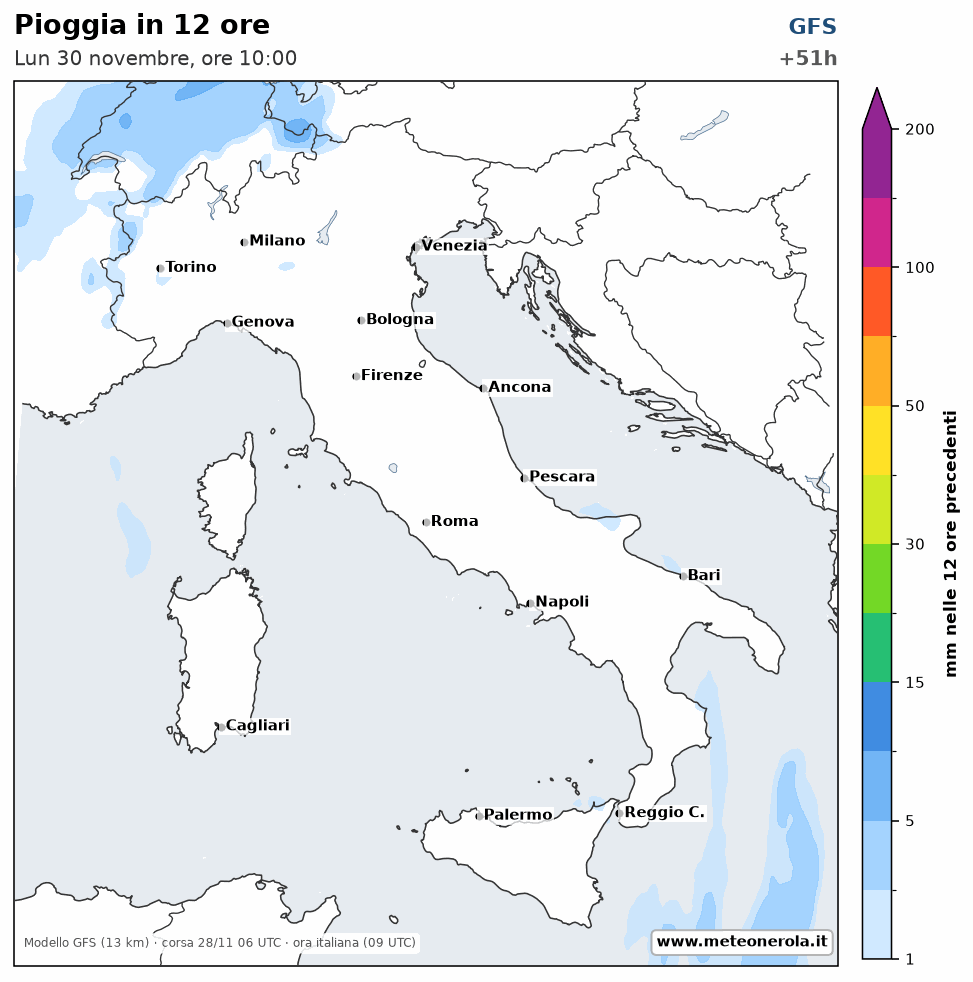 Pioggia in 12 ore
GFS
Lun 30 novembre, ore 10:00
+51h
Milano
Venezia
Torino
Genova
Bologna
Firenze
Ancona
Pescara
Roma
Bari
Napoli
Cagliari
Palermo
Reggio C.
200
100
50
30
15
5
1
mm nelle 12 ore precedenti
Modello GFS (13 km) · corsa 28/11 06 UTC · ora italiana (09 UTC)
www.meteonerola.it